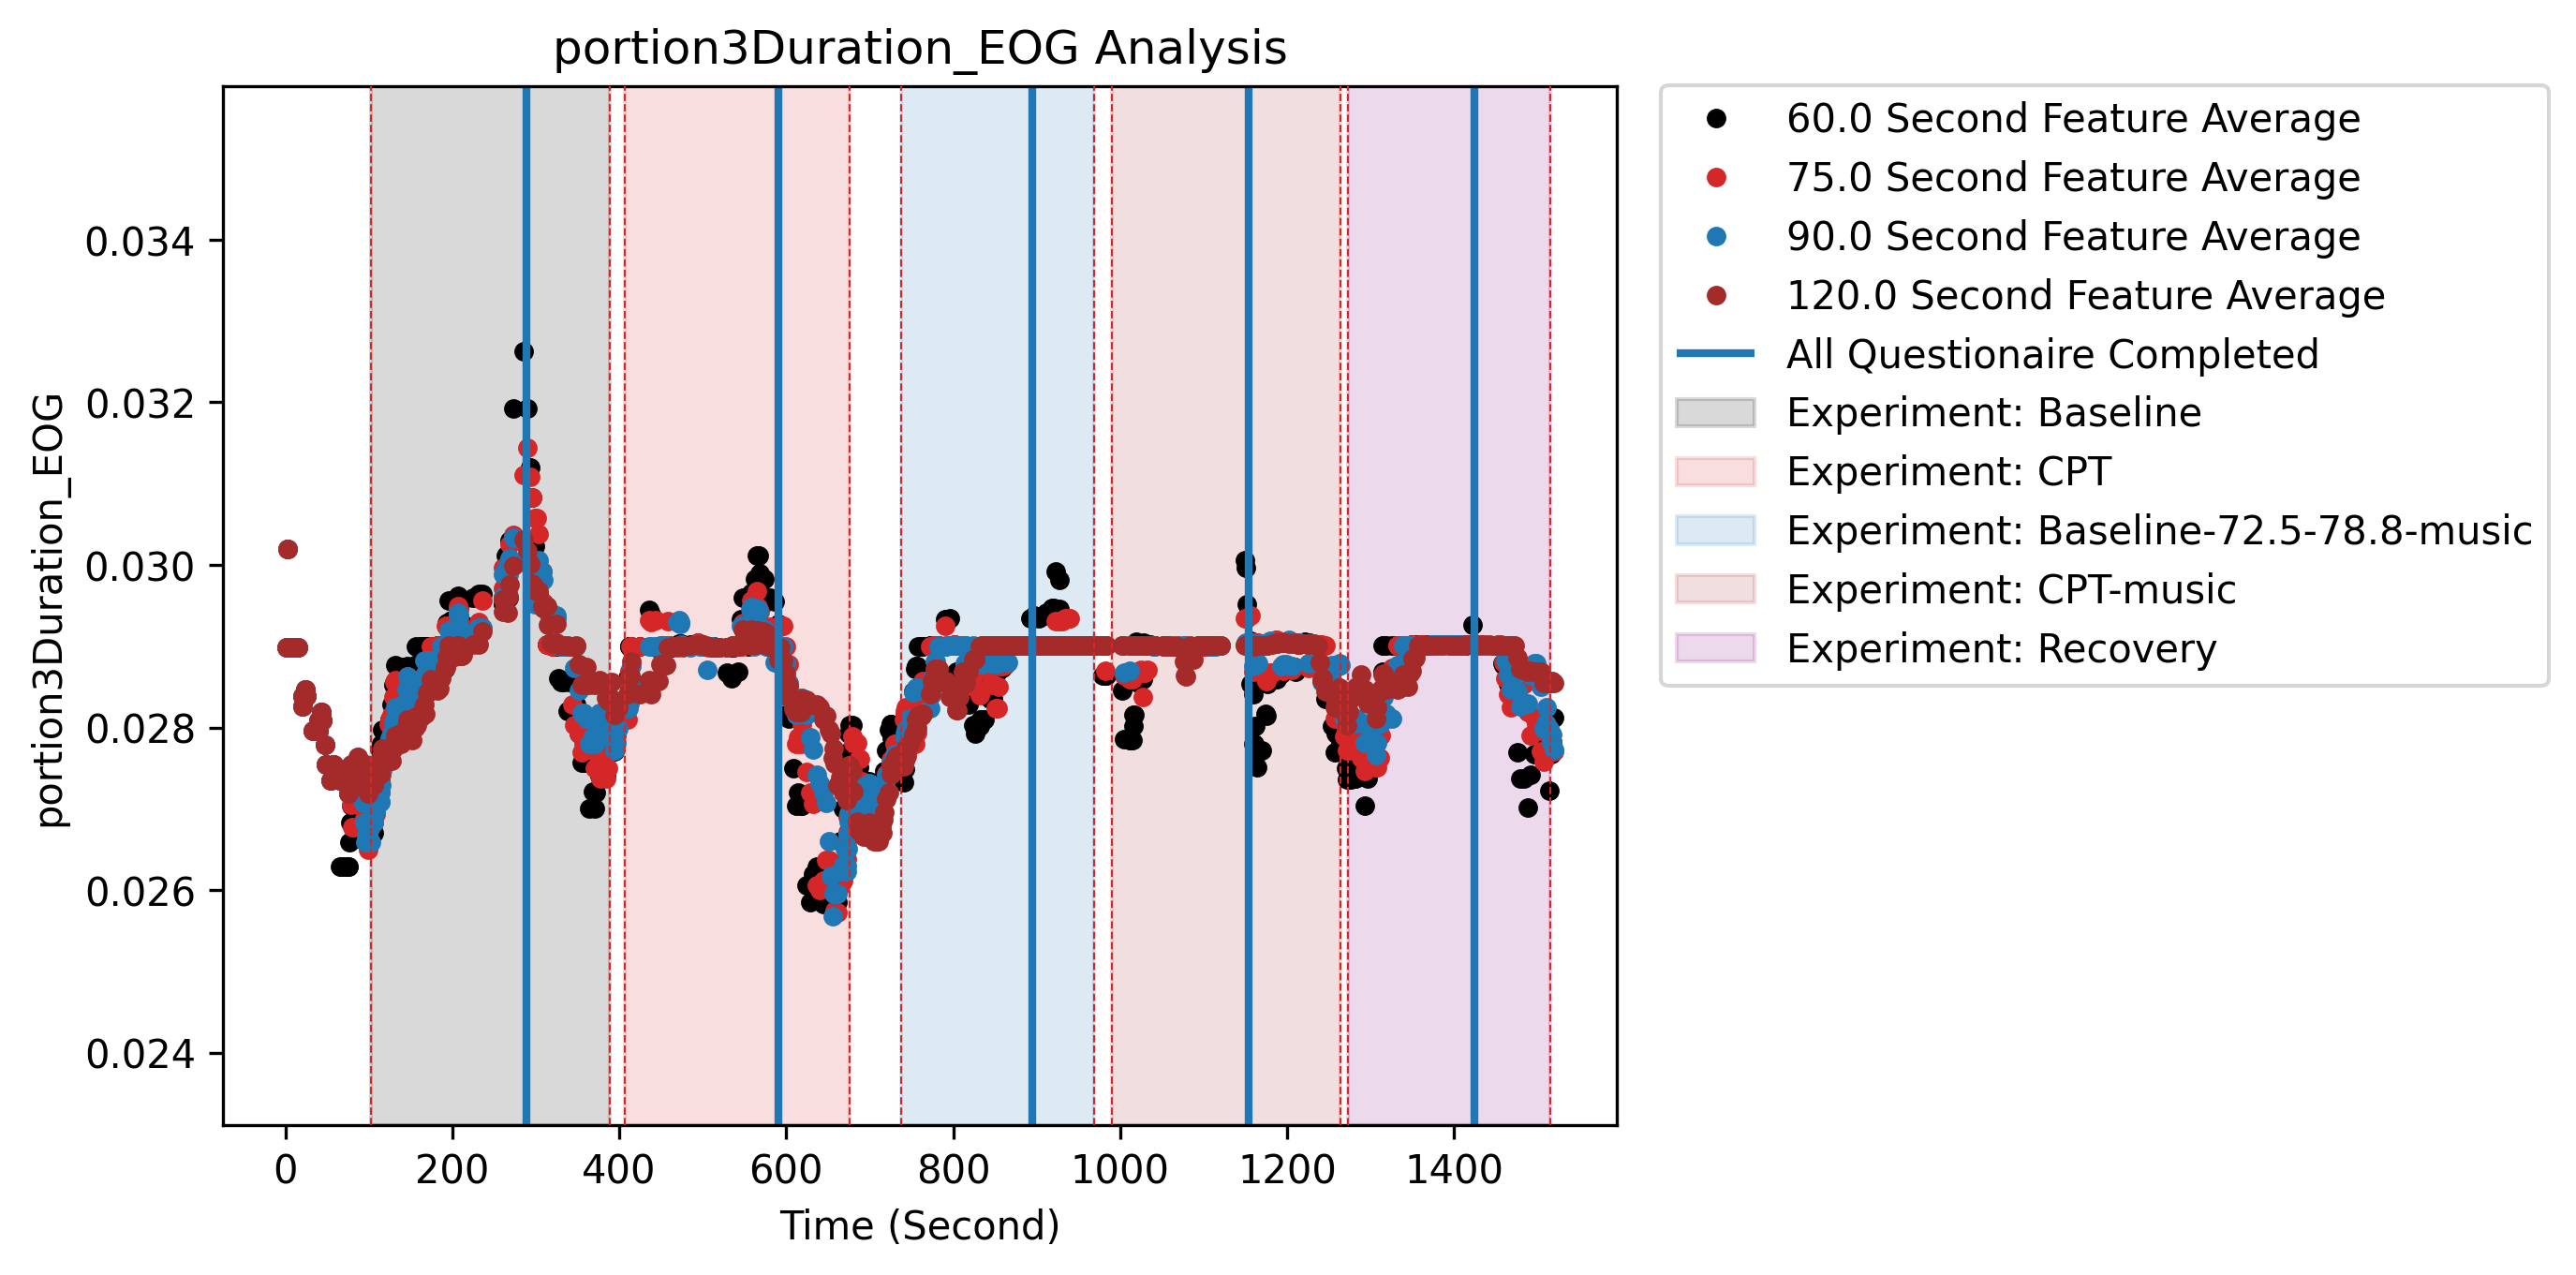 portion3Duration_EOG Analysis
portion3Duration_EOG
0.034
0.032
0.030
0.028
0.026
0.024
0
200
400
600
800
1000
1200
1400
Time (Second)
60.0 Second Feature Average
75.0 Second Feature Average
90.0 Second Feature Average
120.0 Second Feature Average
All Questionaire Completed
Experiment: Baseline
Experiment: CPT
Experiment: Baseline-72.5-78.8-music
Experiment: CPT-music
Experiment: Recovery